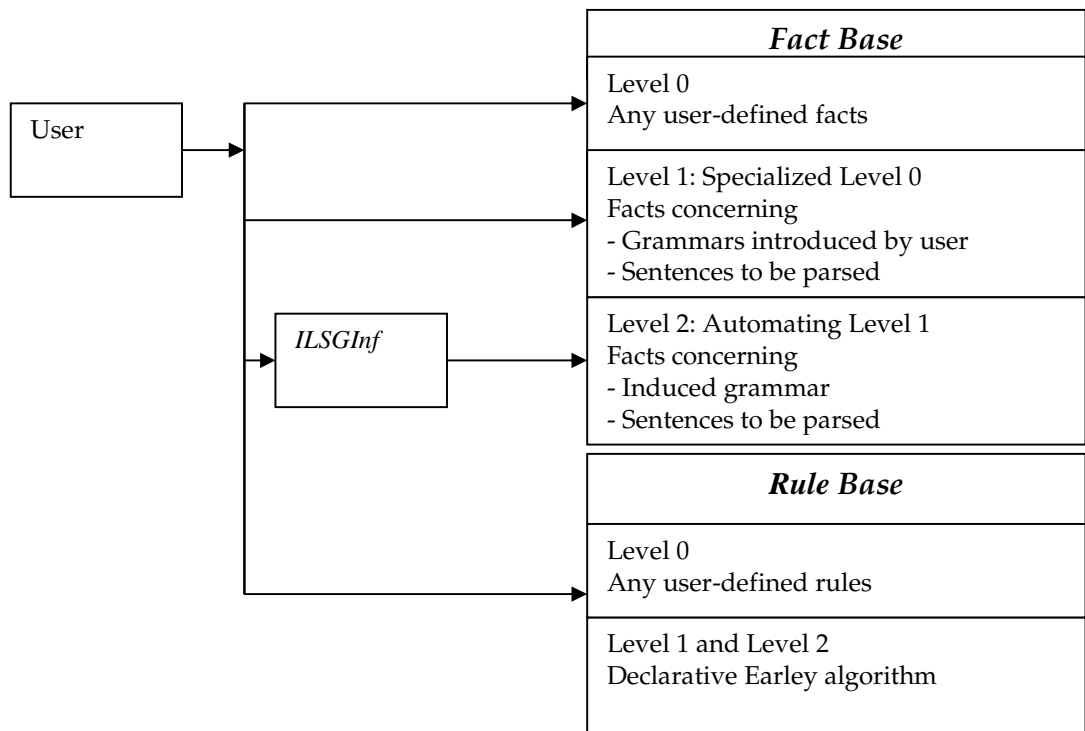 User
ILSGInf
Fact Base
Level 0
Any user-defined facts
Level 1: Specialized Level 0
Facts concerning
- Grammars introduced by user
- Sentences to be parsed
Level 2: Automating Level 1
Facts concerning
- Induced grammar
- Sentences to be parsed
Rule Base
Level 0
Any user-defined rules
Level 1 and Level 2
Declarative Earley algorithm